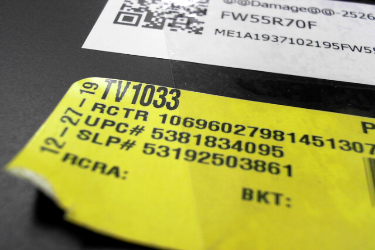 @@Damage@@-2526
FW55R70F
ME1A1937102195FW55
12-27-19
TV1033
RCTR 10696027981451307
UPC# 5381834095
SLP# 53192503861
RCRA:
BKT:
P